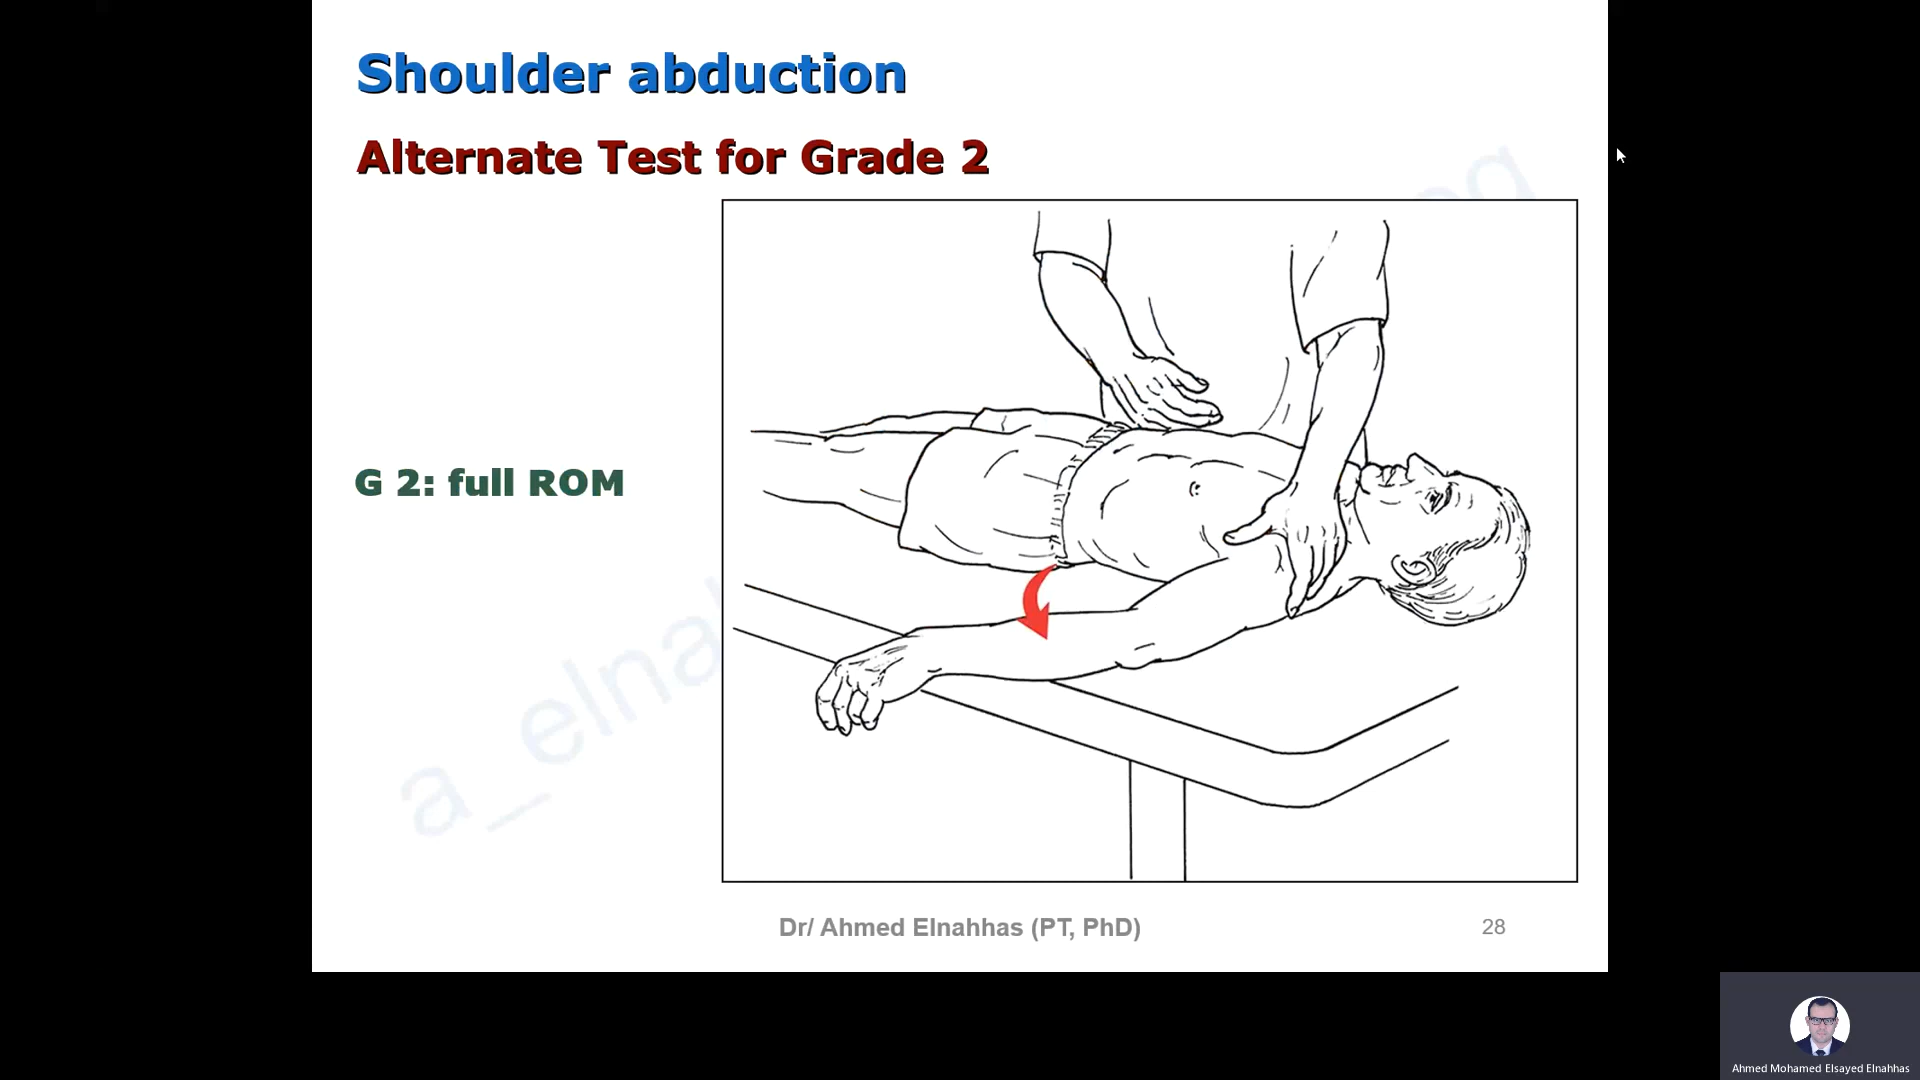 Shoulder abduction
Alternate Test for Grade 2
G 2: full ROM
Dr/ Ahmed Elnahhas (PT, PhD)
28
Ahmed Mohamed Elsayed Elnahhas